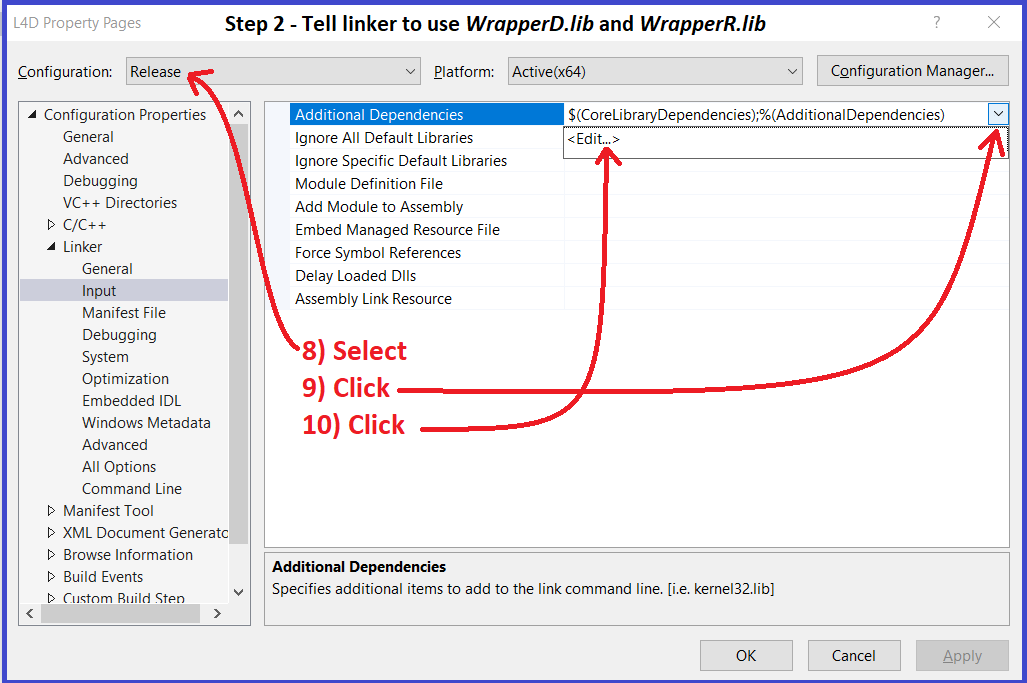 L4D Property Pages
Step 2 - Tell linker to use WrapperD.lib and WrapperR.lib
?
Configuration: Release
Platform: Active(x64)
Configuration Manager...
Configuration Properties
General
Advanced
Debugging
VC++ Directories
C/C++
Linker
General
Input
Manifest File
Debugging
System
Optimization
Embedded IDL
Windows Metadata
Advanced
All Options
Command Line
Manifest Tool
XML Document Generato
Browse Information
Build Events
Custom Build Step
Additional Dependencies $(CoreLibraryDependencies);%(AdditionalDependencies)
Ignore All Default Libraries <Edit...>
Ignore Specific Default Libraries
Module Definition File
Add Module to Assembly
Embed Managed Resource File
Force Symbol References
Delay Loaded Dlls
Assembly Link Resource
8) Select
9) Click
10) Click
Additional Dependencies
Specifies additional items to add to the link command line. [i.e. kernel32.lib]
OK Cancel Apply